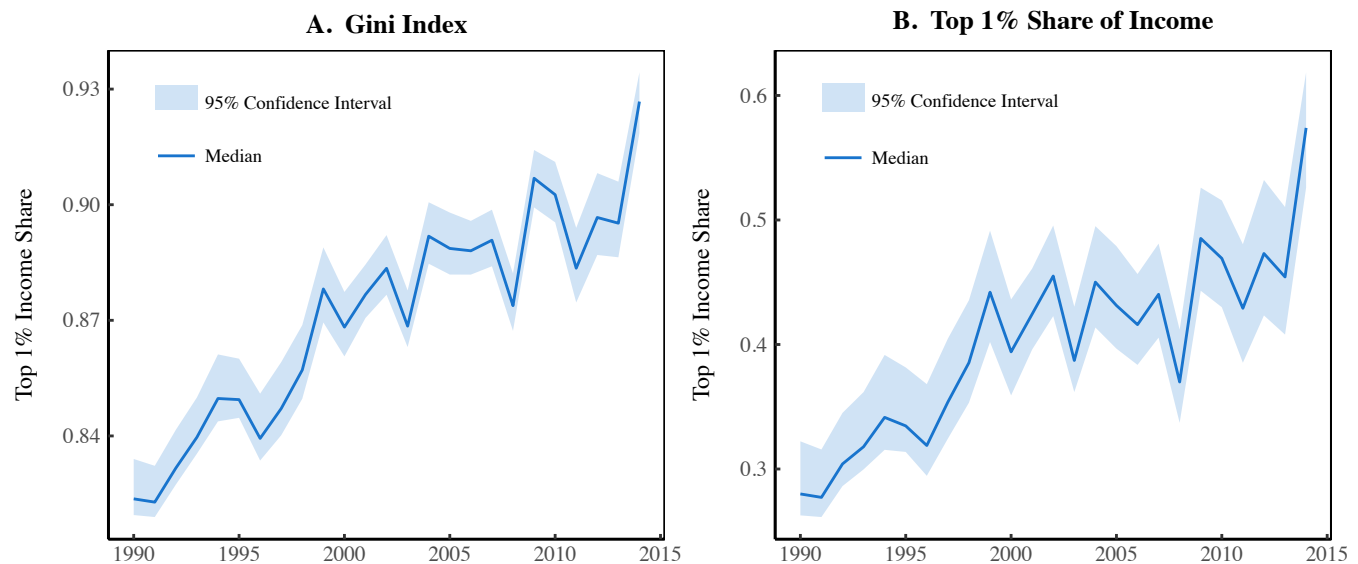 A. Gini Index
Top 1% Income Share
0.93
0.90
0.87
0.84
95% Confidence Interval
Median
1990 1995 2000 2005 2010 2015
B. Top 1% Share of Income
Top 1% Income Share
0.6
0.5
0.4
0.3
95% Confidence Interval
Median
1990 1995 2000 2005 2010 2015